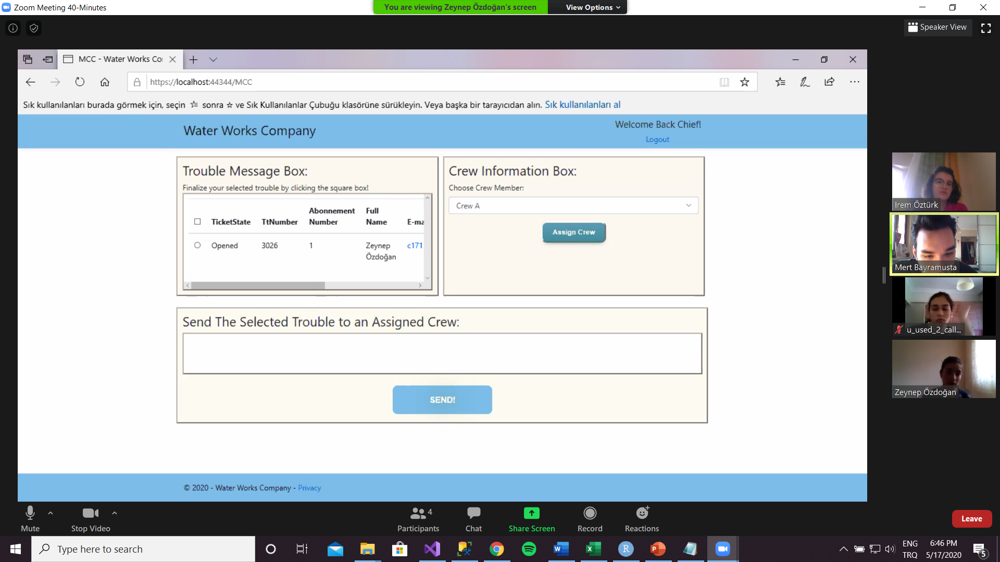 Zoom Meeting 40-Minutes
You are viewing Zeynep Özdoğan's screen
View Options
Speaker View
MCC - Water Works Co
https://localhost:44344/MCC
Sık kullanılanları burada görmek için, seçin sonra ve Sık Kullanılanlar Çubuğu klasörüne sürükleyin. Veya başka bir tarayıcıdan alın. Sık kullanılanları al
Water Works Company
Welcome Back Chief!
Logout
Trouble Message Box:
Finalize your selected trouble by clicking the square box!
TicketState TtNumber Abonnement Number Full Name E-ma
Opened 3026 1 Zeynep Özdoğan c171
Crew Information Box:
Choose Crew Member:
Crew A
Assign Crew
Send The Selected Trouble to an Assigned Crew:
SEND!
© 2020 - Water Works Company - Privacy
Irem Öztürk
Mert Bayramusta
u_used_2_call...
Zeynep Özdoğan
Mute
Stop Video
Participants 4
Chat
Share Screen
Record
Reactions
Leave
Type here to search
ENG
TRQ
6:46 PM
5/17/2020
5